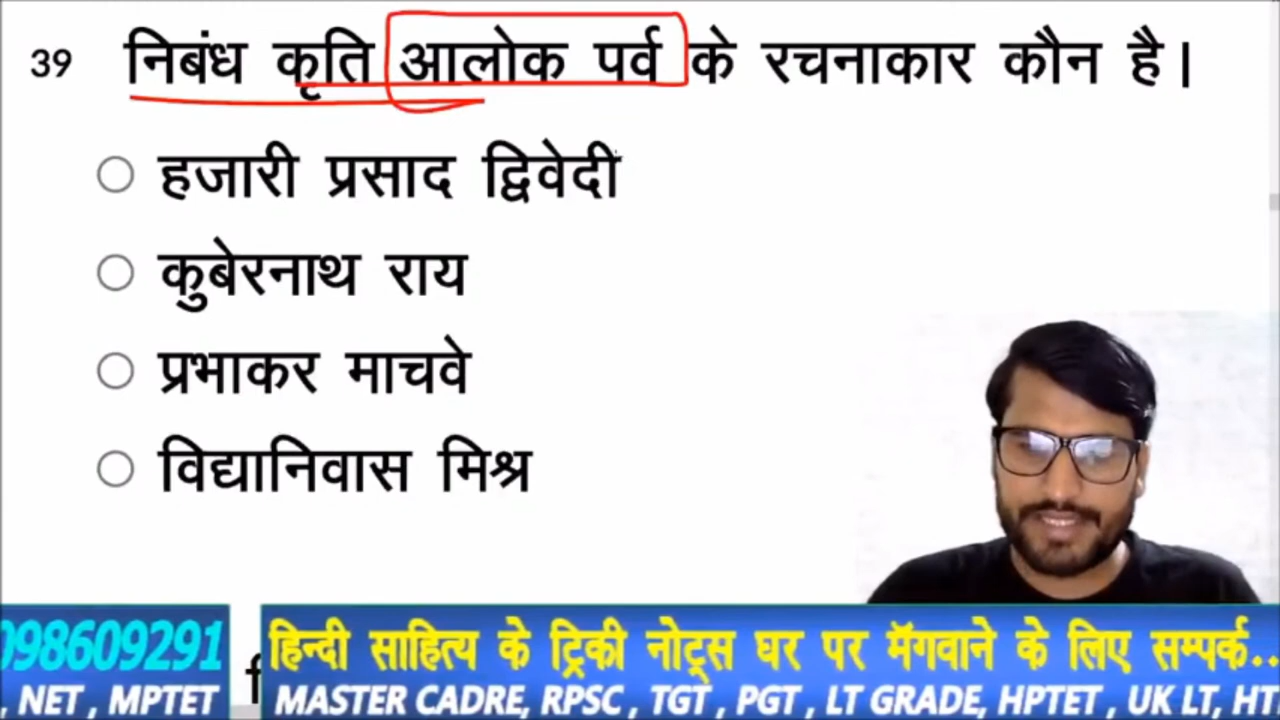 39 निबंध कृति आलोक पर्व के रचनाकार कौन है।
हजारी प्रसाद द्विवेदी
कुबेरनाथ राय
प्रभाकर माचवे
विद्यानिवास मिश्र
098609291
हिन्दी साहित्य के ट्रिकी नोट्स घर पर मॅगवाने के लिए सम्पर्क..
, NET , MPTET
MASTER CADRE, RPSC , TGT , PGT , LT GRADE, HPTET , UK LT, HT